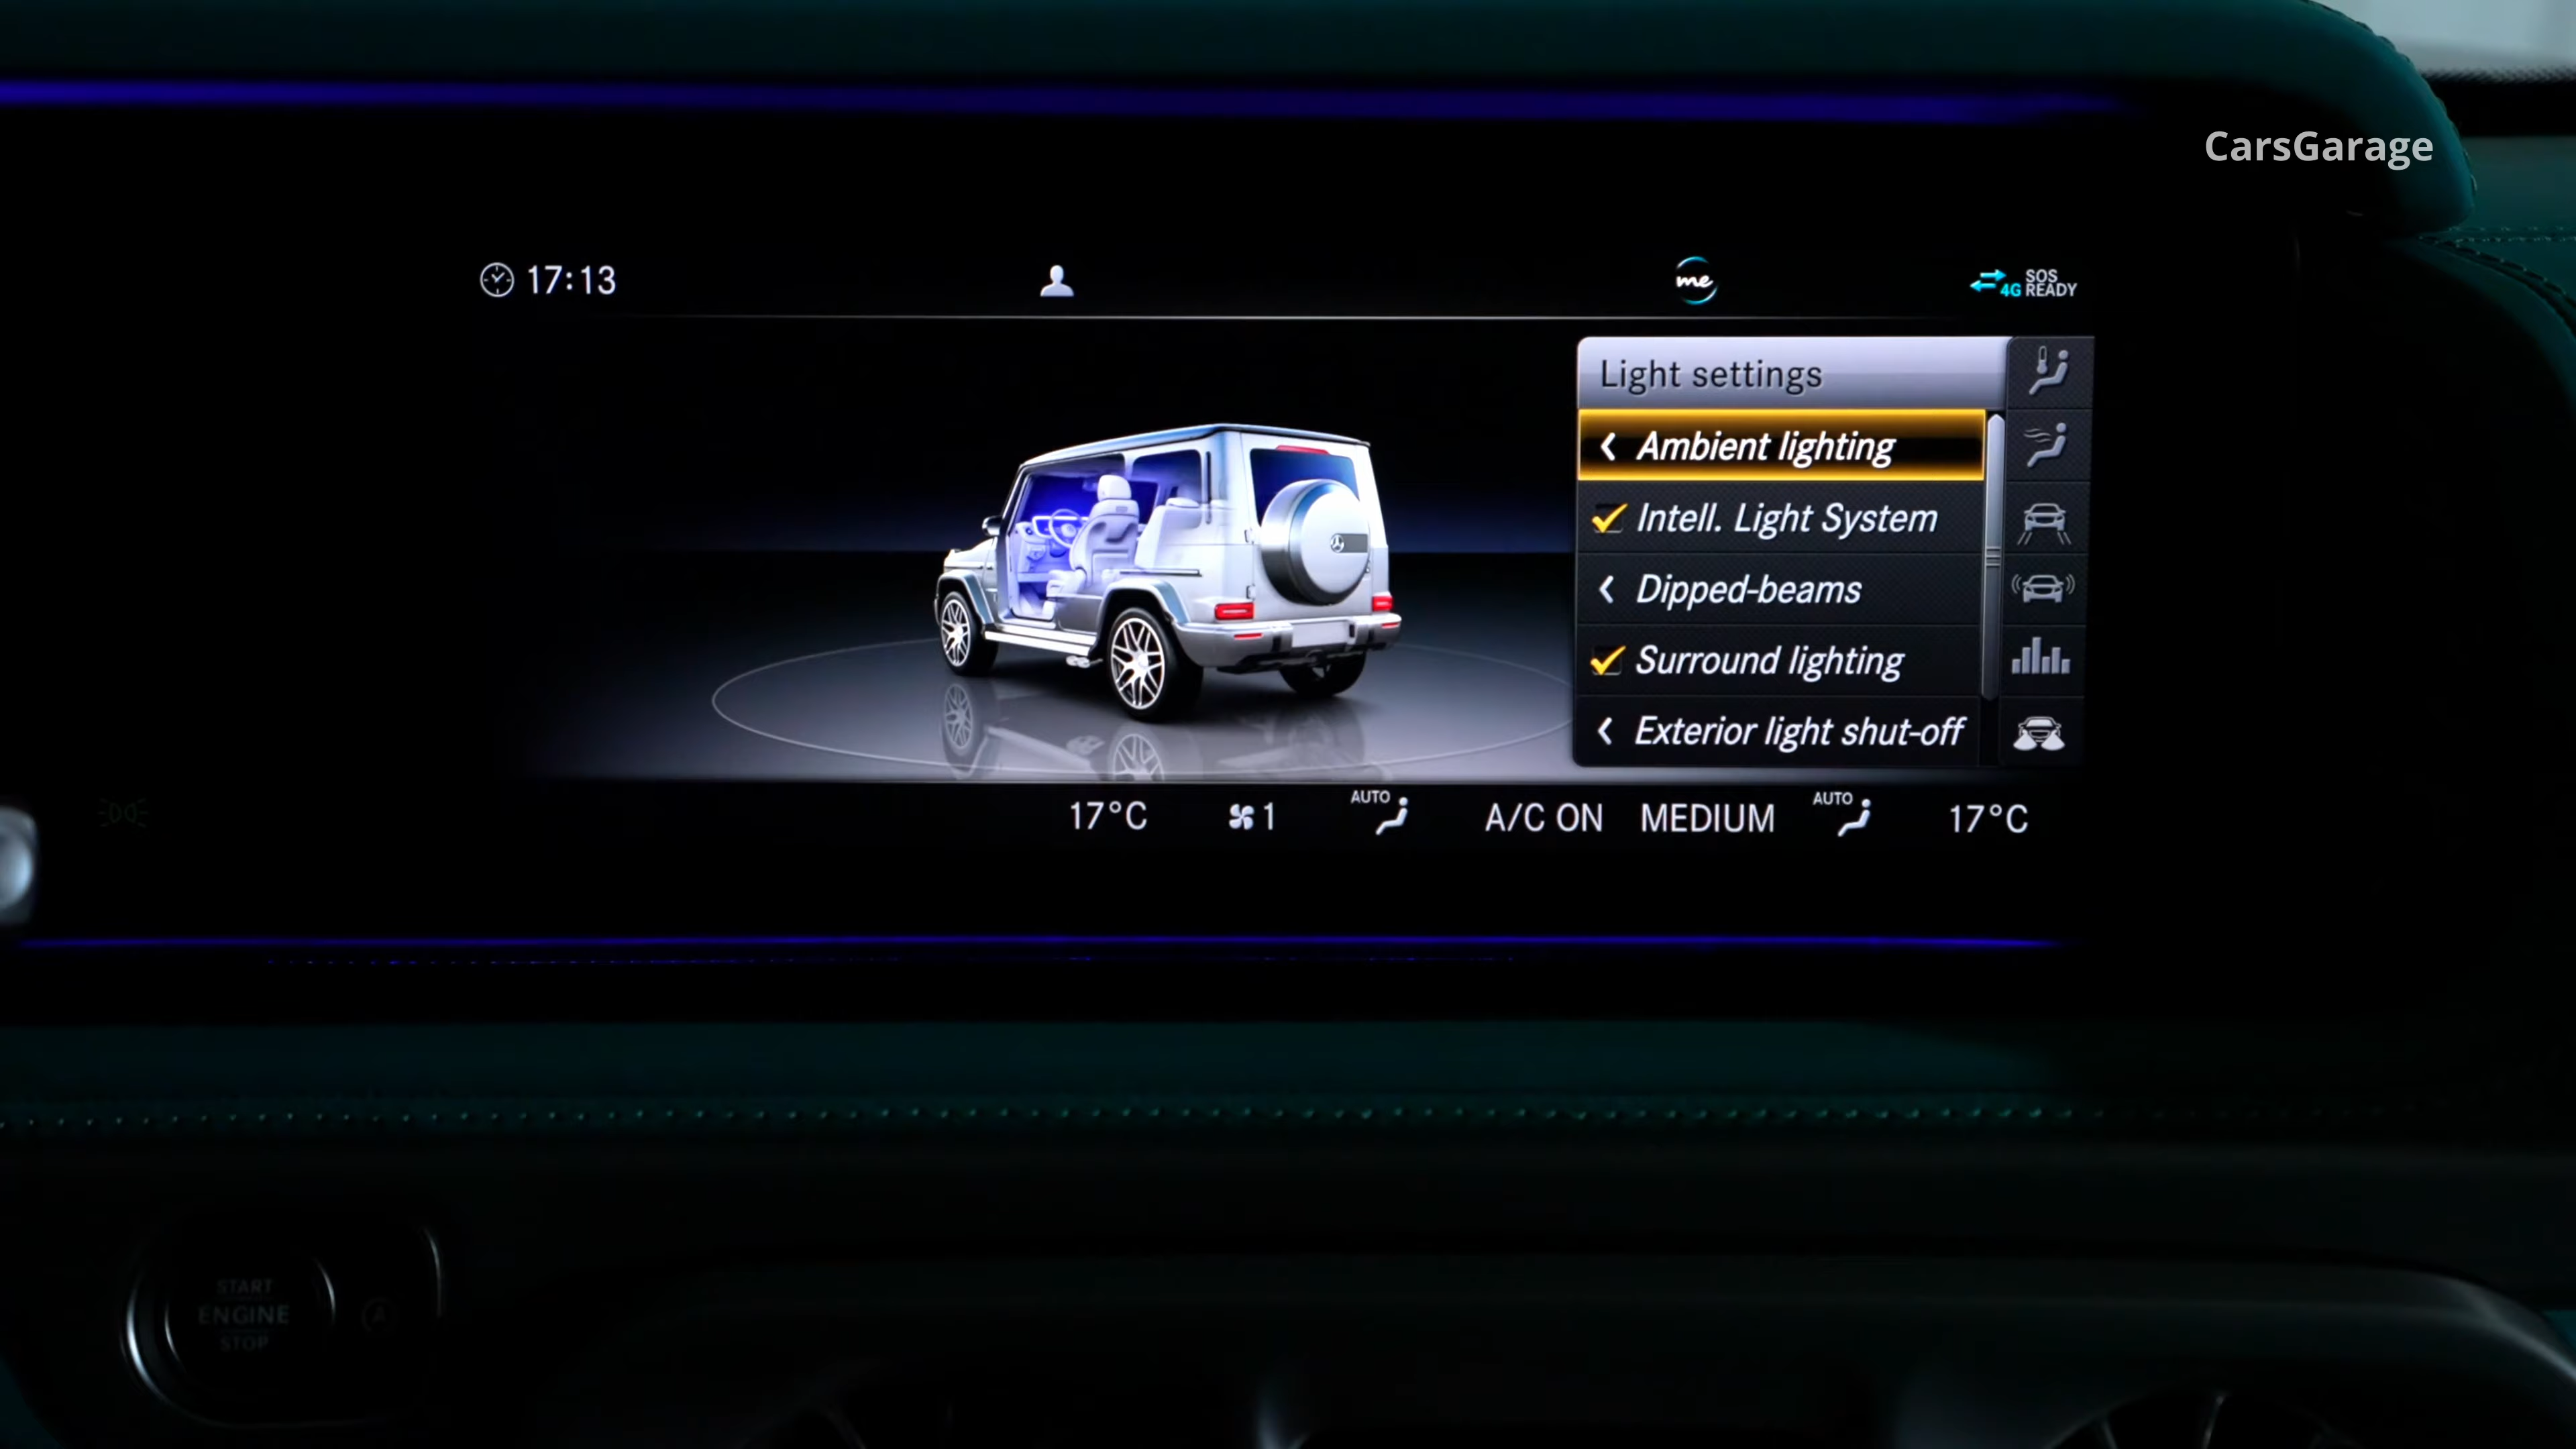 CarsGarage
17:13
me
4G SOS READY
Light settings
Ambient lighting
Intell. Light System
Dipped-beams
Surround lighting
Exterior light shut-off
17°C 1 AUTO A/C ON MEDIUM AUTO 17°C
START
ENGINE
STOP
A